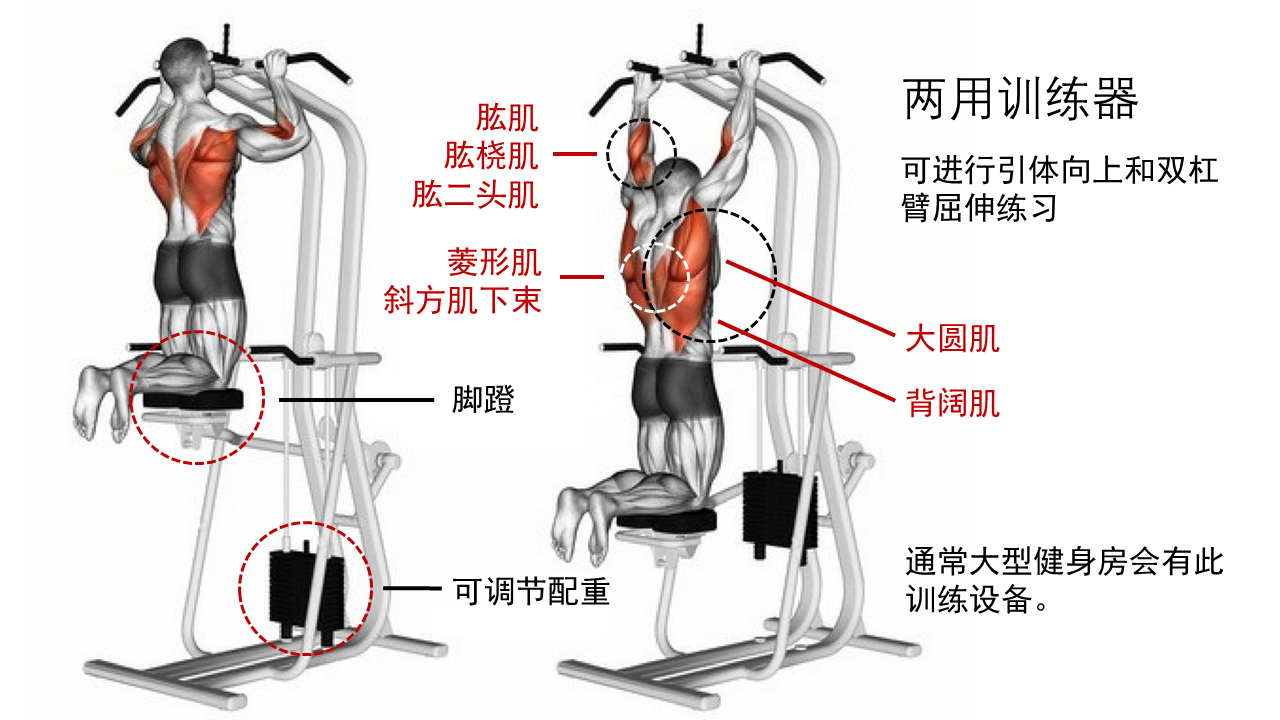 两用训练器
可进行引体向上和双杠
臂屈伸练习
肱肌
肱桡肌
肱二头肌
菱形肌
斜方肌下束
大圆肌
背阔肌
脚蹬
可调节配重
通常大型健身房会有此
训练设备。